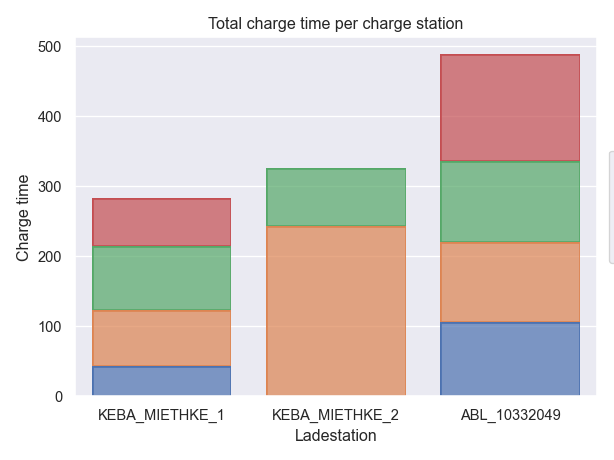 Total charge time per charge station
500
400
300
200
100
0
Charge time
KEBA_MIETHKE_1 KEBA_MIETHKE_2 ABL_10332049
Ladestation